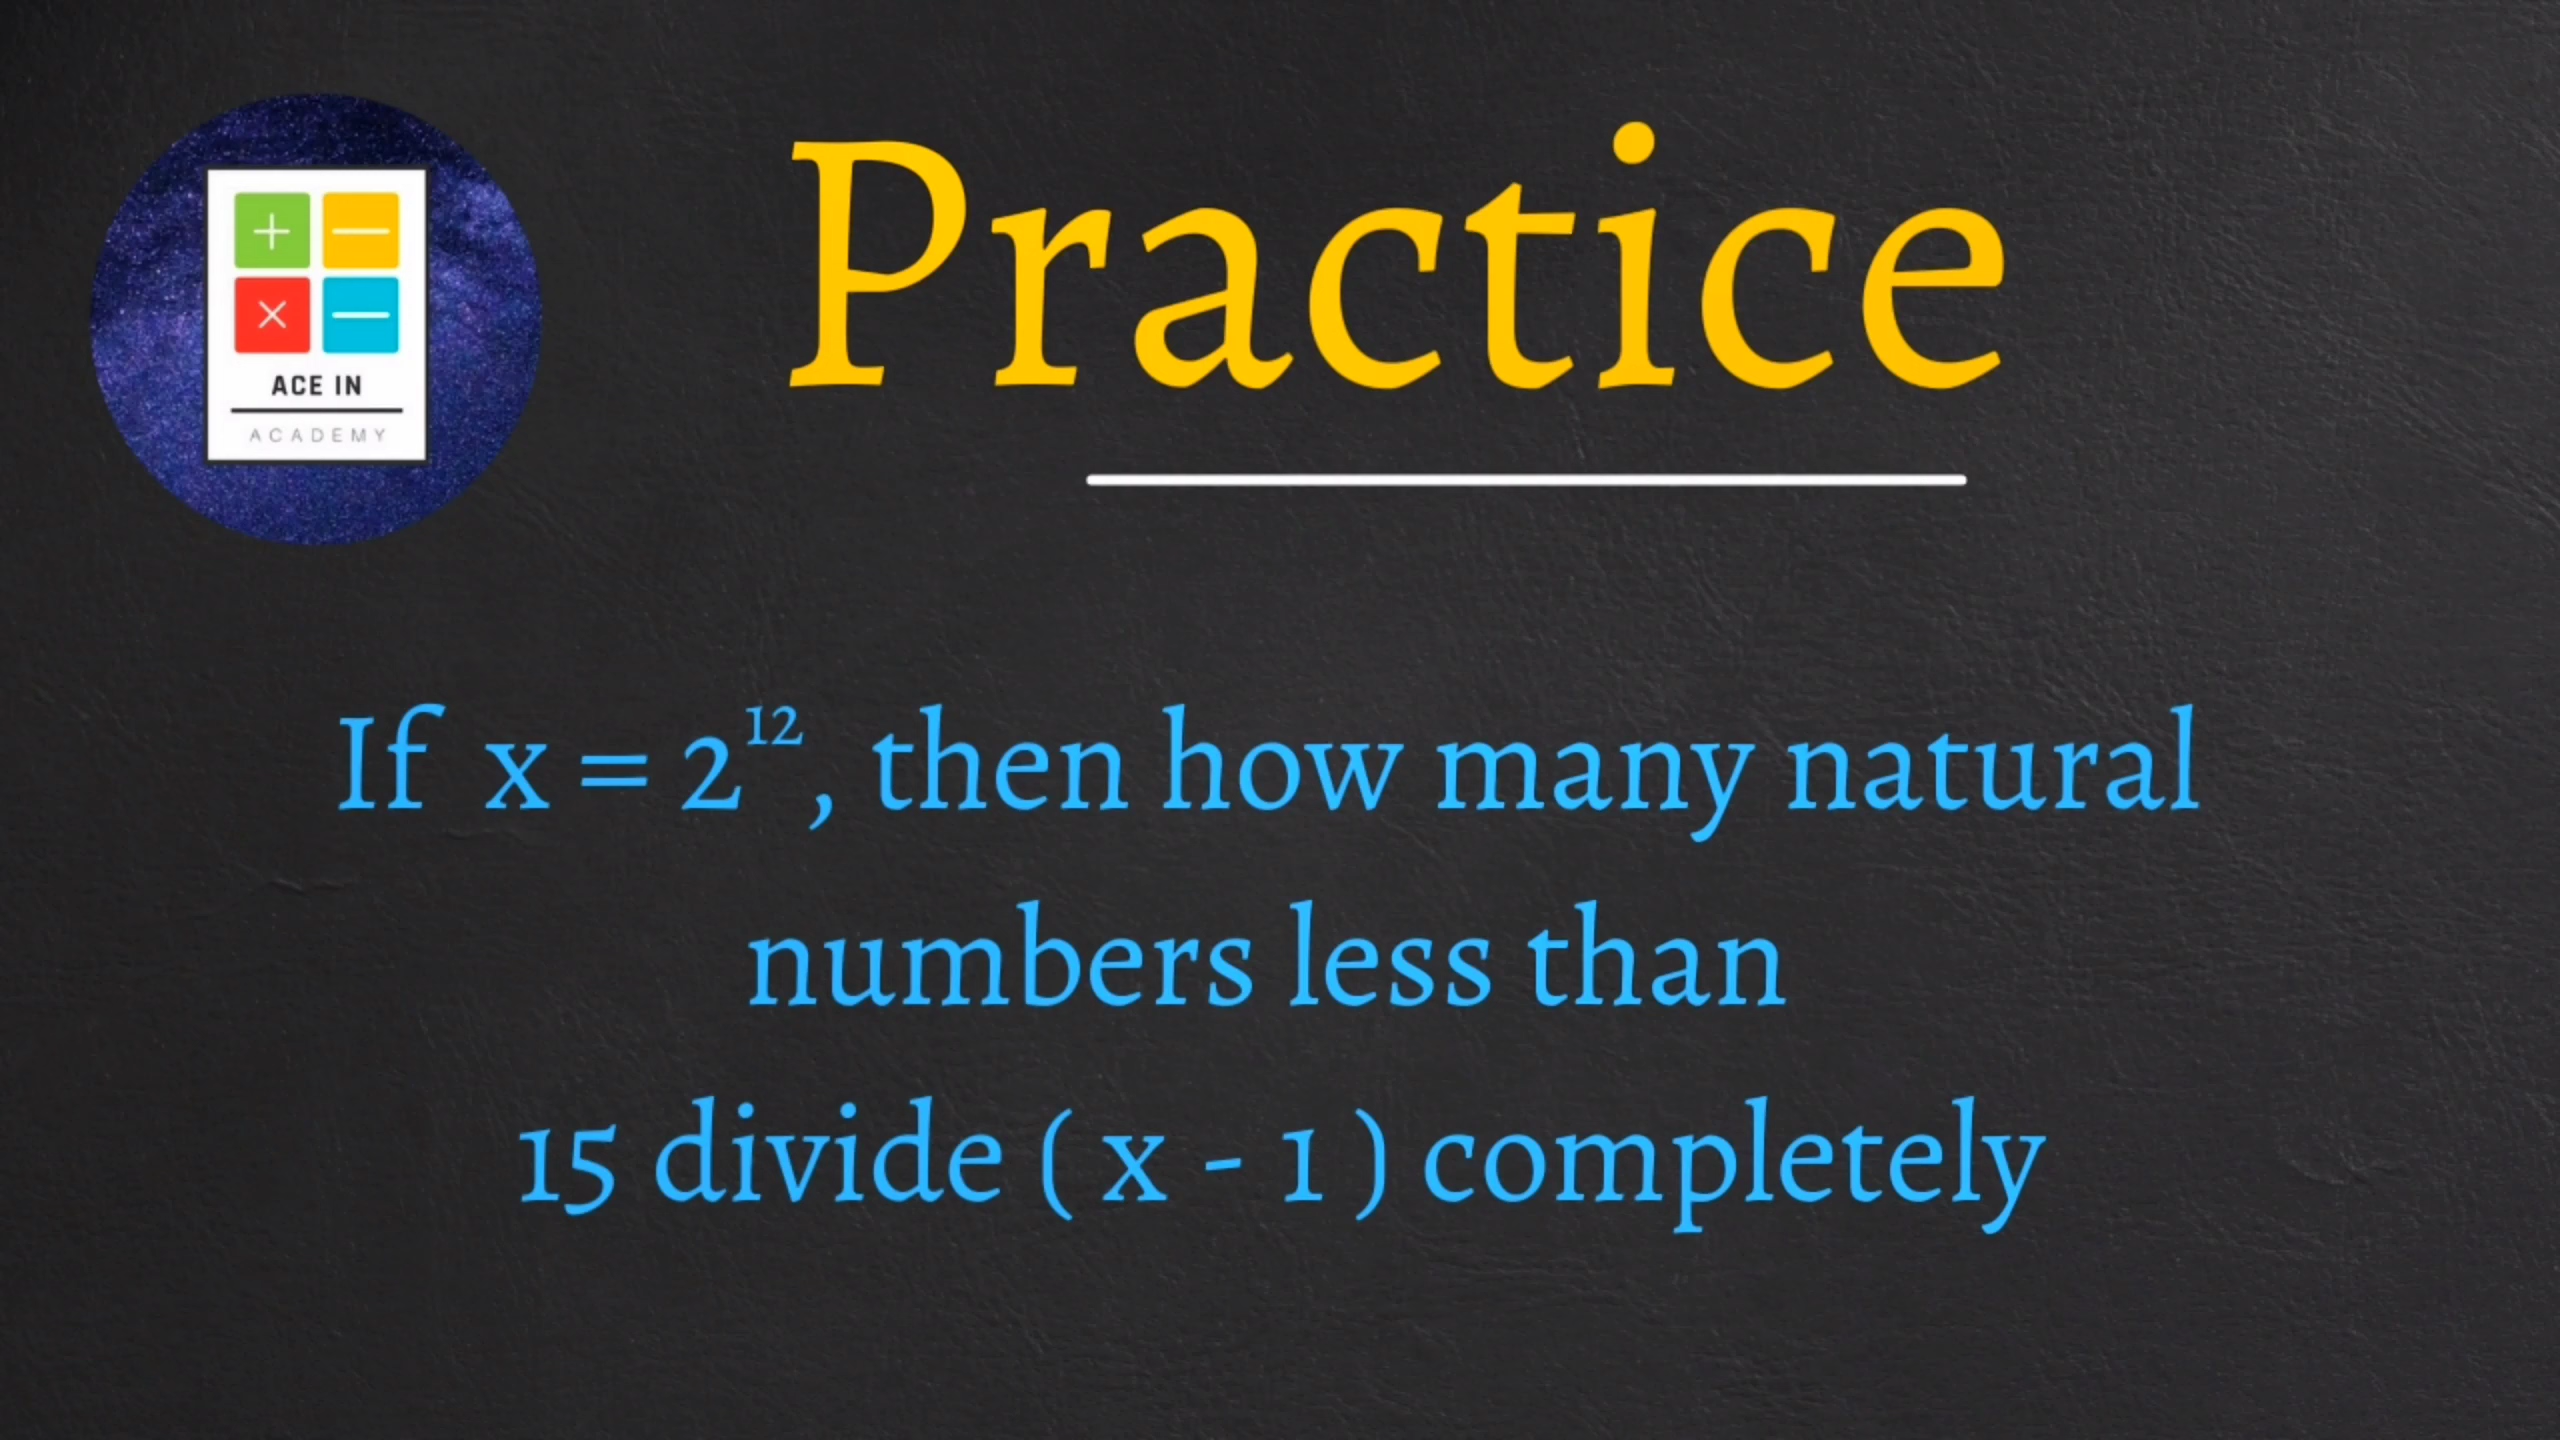 + —
× —
ACE IN
ACADEMY
Practice
If x = 2¹², then how many natural
numbers less than
15 divide ( x - 1 ) completely